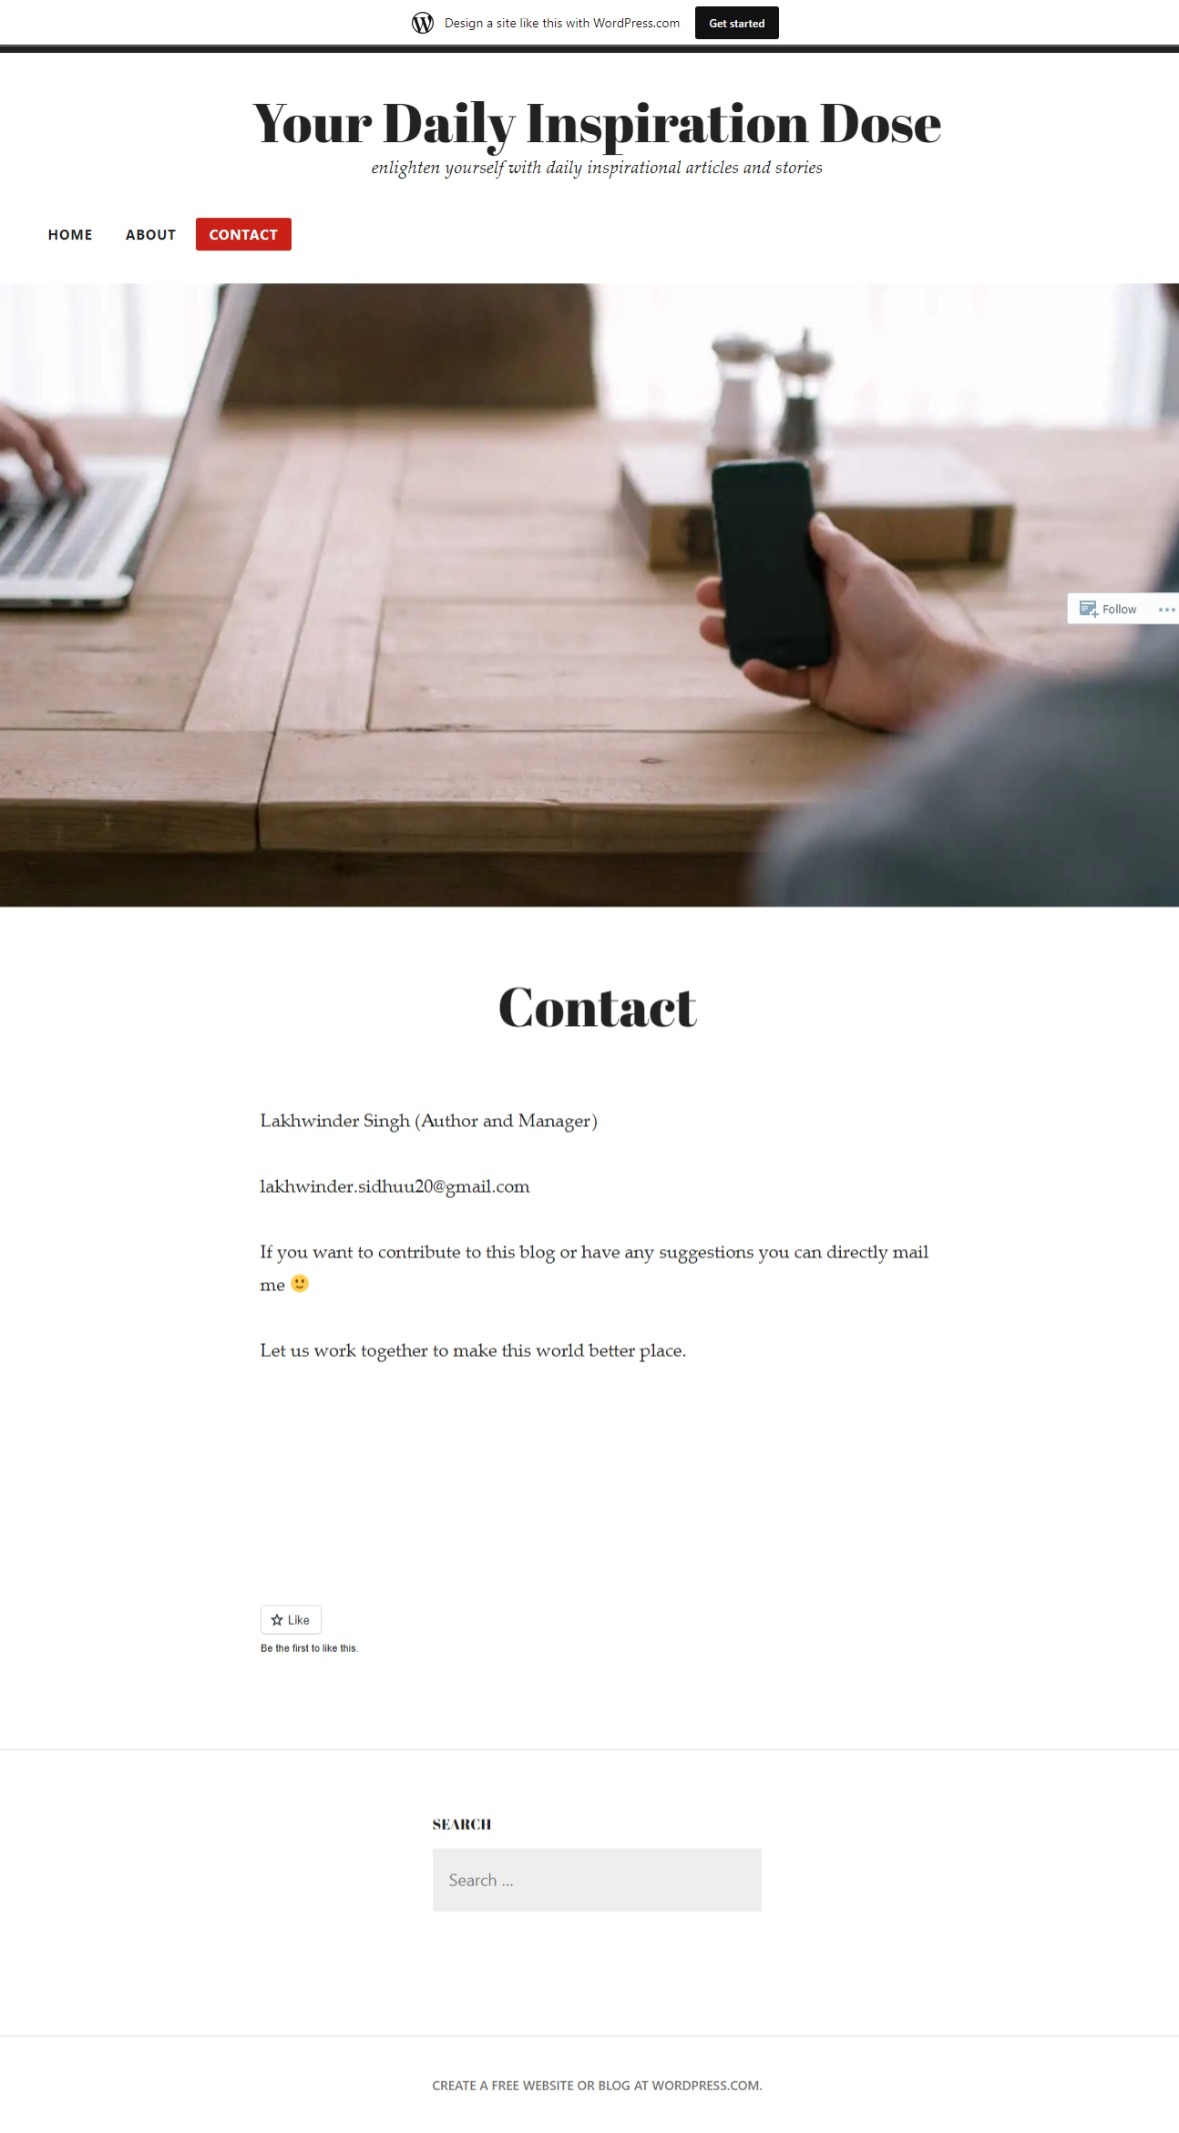 Design a site like this with WordPress.com
Get started
Your Daily Inspiration Dose
enlighten yourself with daily inspirational articles and stories
HOME ABOUT CONTACT
Follow
Contact
Lakhwinder Singh (Author and Manager)
lakhwinder.sidhuu20@gmail.com
If you want to contribute to this blog or have any suggestions you can directly mail
me 🙂
Let us work together to make this world better place.
Like
Be the first to like this.
SEARCH
Search ...
CREATE A FREE WEBSITE OR BLOG AT WORDPRESS.COM.